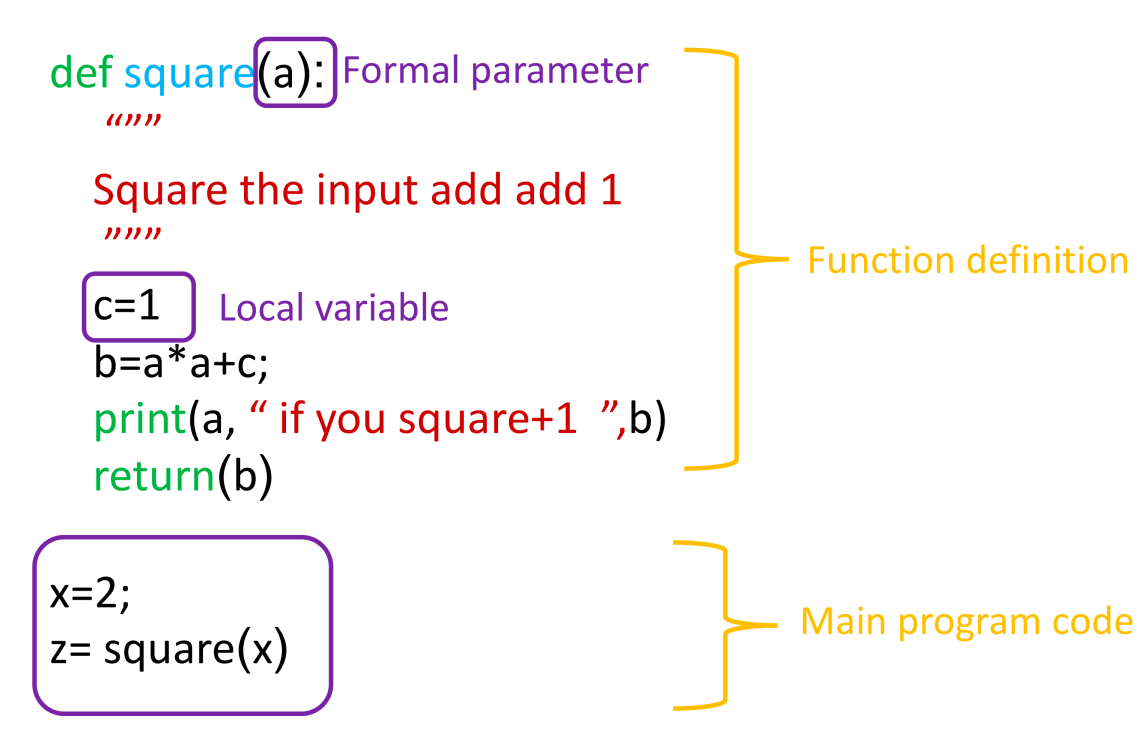 def square(a): Formal parameter
“””
Square the input add add 1
”””
Function definition
c=1 Local variable
b=a*a+c;
print(a, “ if you square+1  ”,b)
return(b)
x=2;
Main program code
z= square(x)